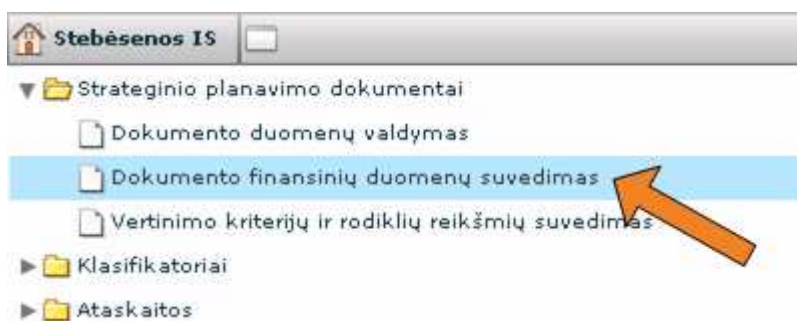 Stebėsenos IS
Strateginio planavimo dokumentai
Dokumento duomenų valdymas
Dokumento finansinių duomenų suvedimas
Vertinimo kriterijų ir rodiklių reikšmių suvedimas
Klasifikatoriai
Ataskaitos